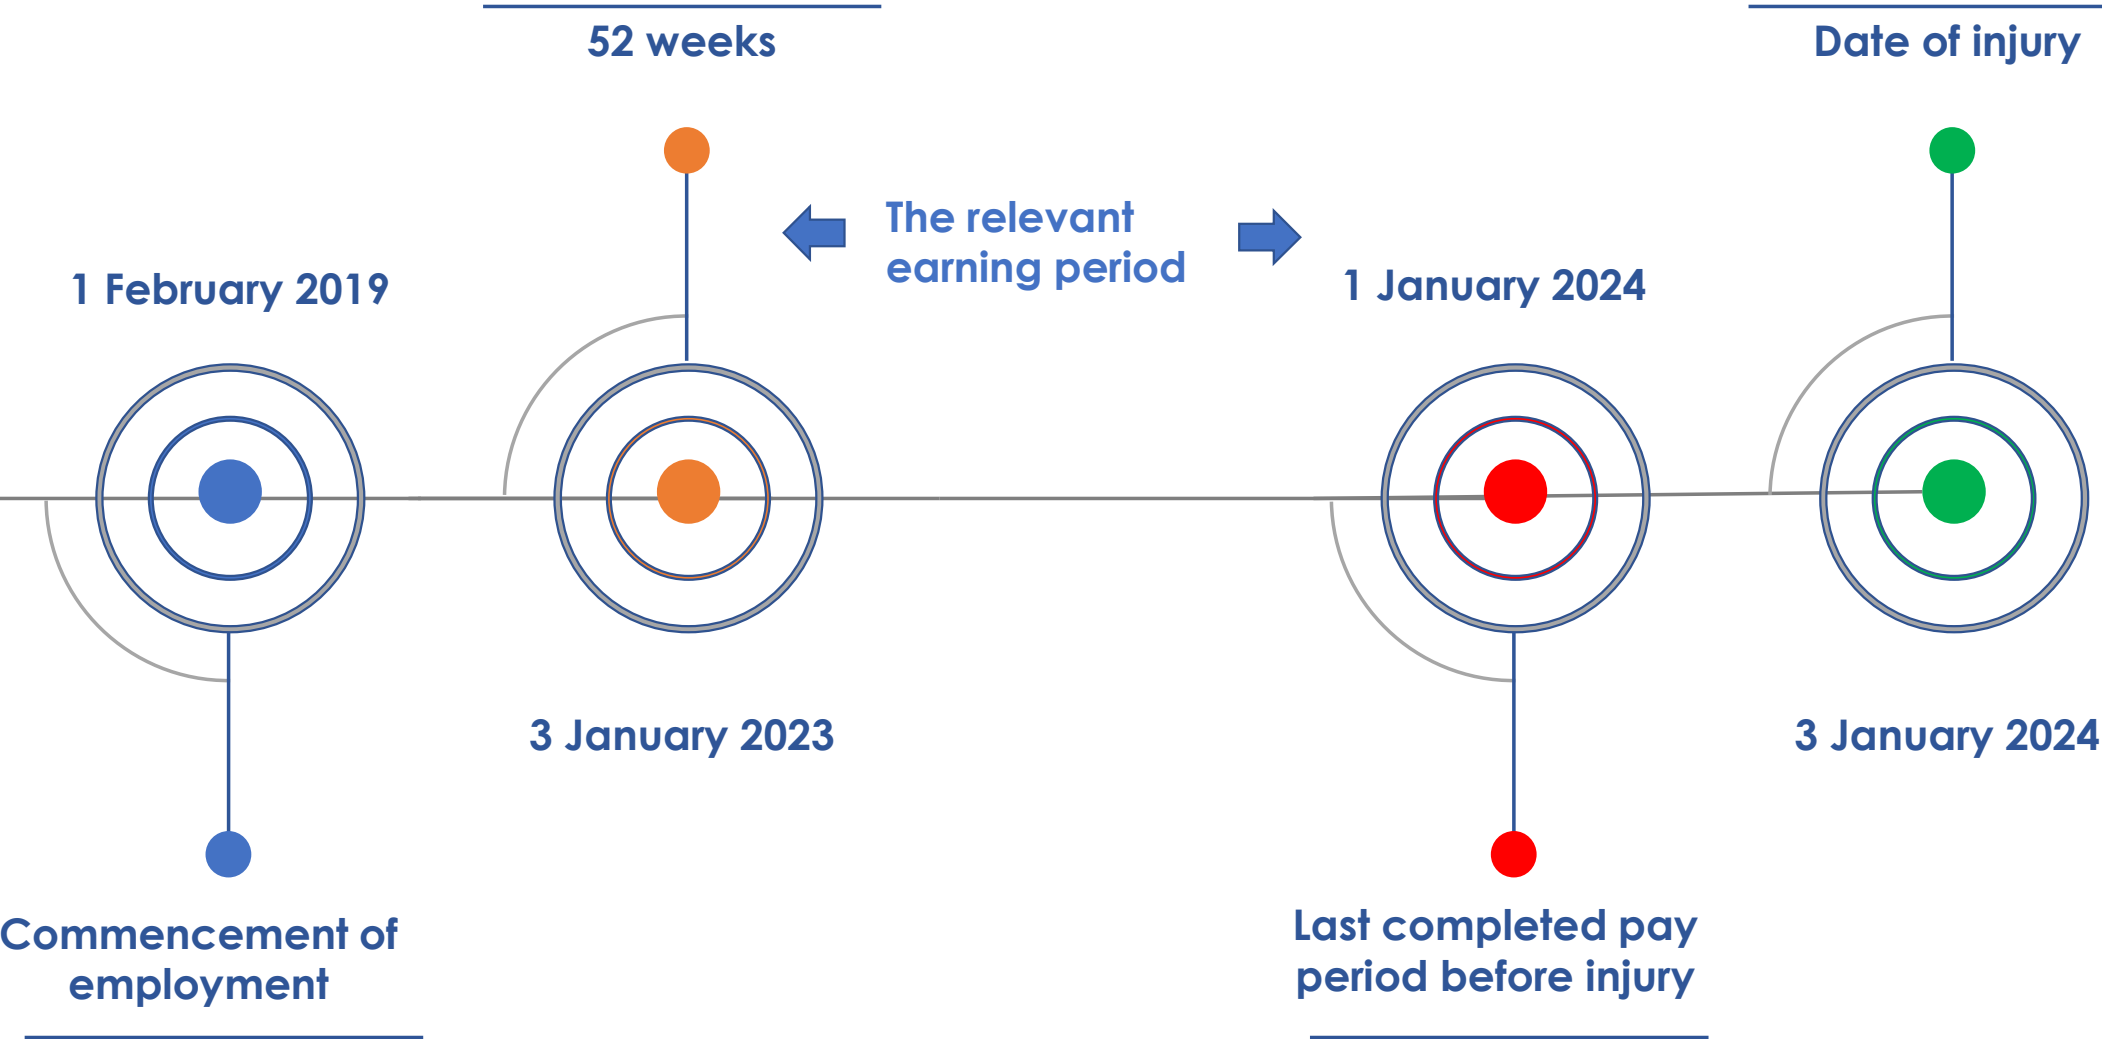 52 weeks
Date of injury
The relevant
earning period
1 February 2019
1 January 2024
3 January 2023
3 January 2024
Commencement of
employment
Last completed pay
period before injury